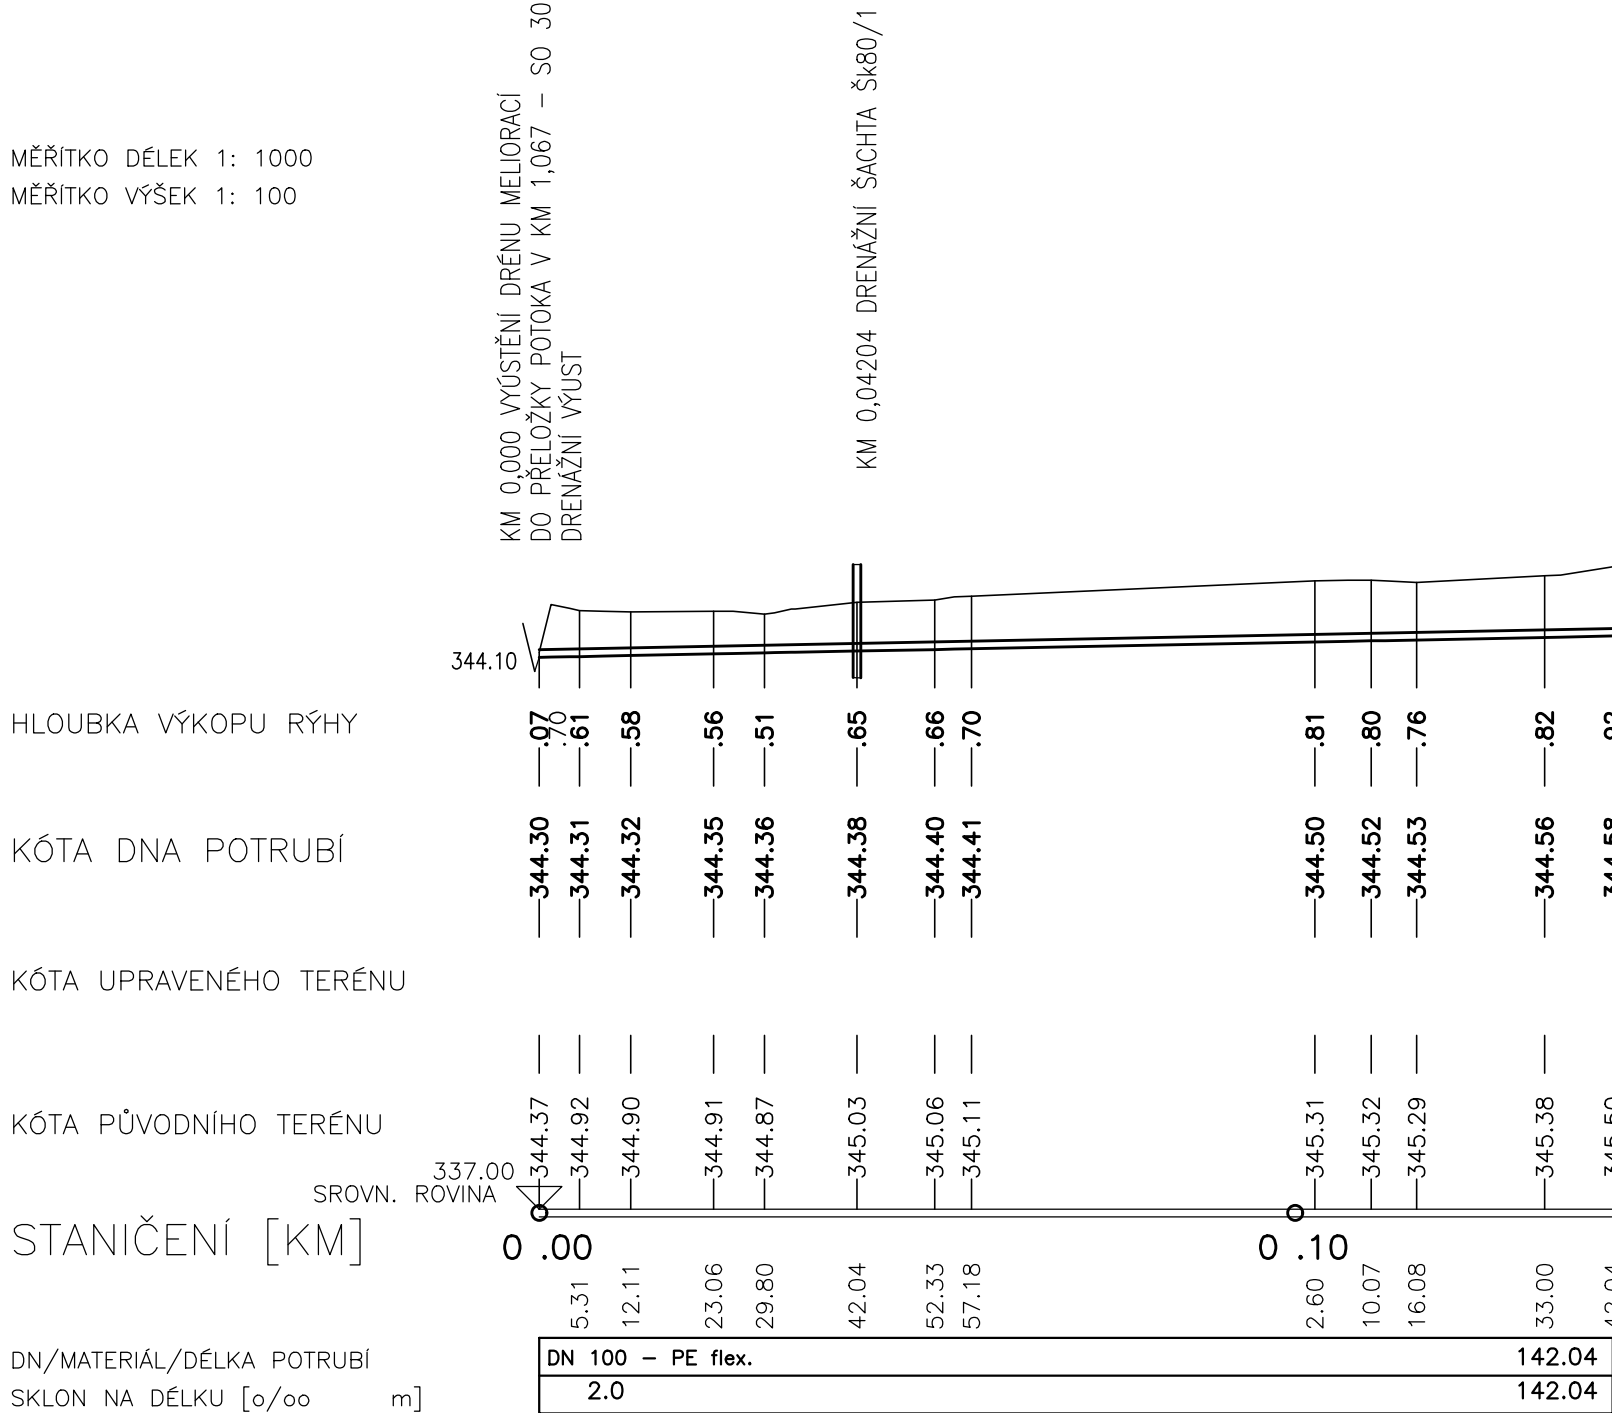 KM 0,000 VYÚSTĚNÍ DRÉNU MELIORACÍ
DO PŘELOŽKY POTOKA V KM 1,067 – SO 30
DRENÁŽNÍ VÝUST
KM 0,04204 DRENÁŽNÍ ŠACHTA Šk80/1
MĚŘÍTKO DÉLEK 1: 1000
MĚŘÍTKO VÝŠEK 1: 100
344.10
HLOUBKA VÝKOPU RÝHY .07 .70 .61 .58 .56 .51 .65 .66 .70 .81 .80 .76 .82
KÓTA DNA POTRUBÍ 344.30 344.31 344.32 344.35 344.36 344.38 344.40 344.41 344.50 344.52 344.53 344.56 344.58
KÓTA UPRAVENÉHO TERÉNU
KÓTA PŮVODNÍHO TERÉNU 344.37 344.92 344.90 344.91 344.87 345.03 345.06 345.11 345.31 345.32 345.29 345.38
337.00
SROVN. ROVINA
STANIČENÍ [KM] 0 .00 0 .10
5.31 12.11 23.06 29.80 42.04 52.33 57.18 2.60 10.07 16.08 33.00 42.04
DN/MATERIÁL/DÉLKA POTRUBÍ DN 100 – PE flex. 142.04
SKLON NA DÉLKU [o/oo m] 2.0 142.04